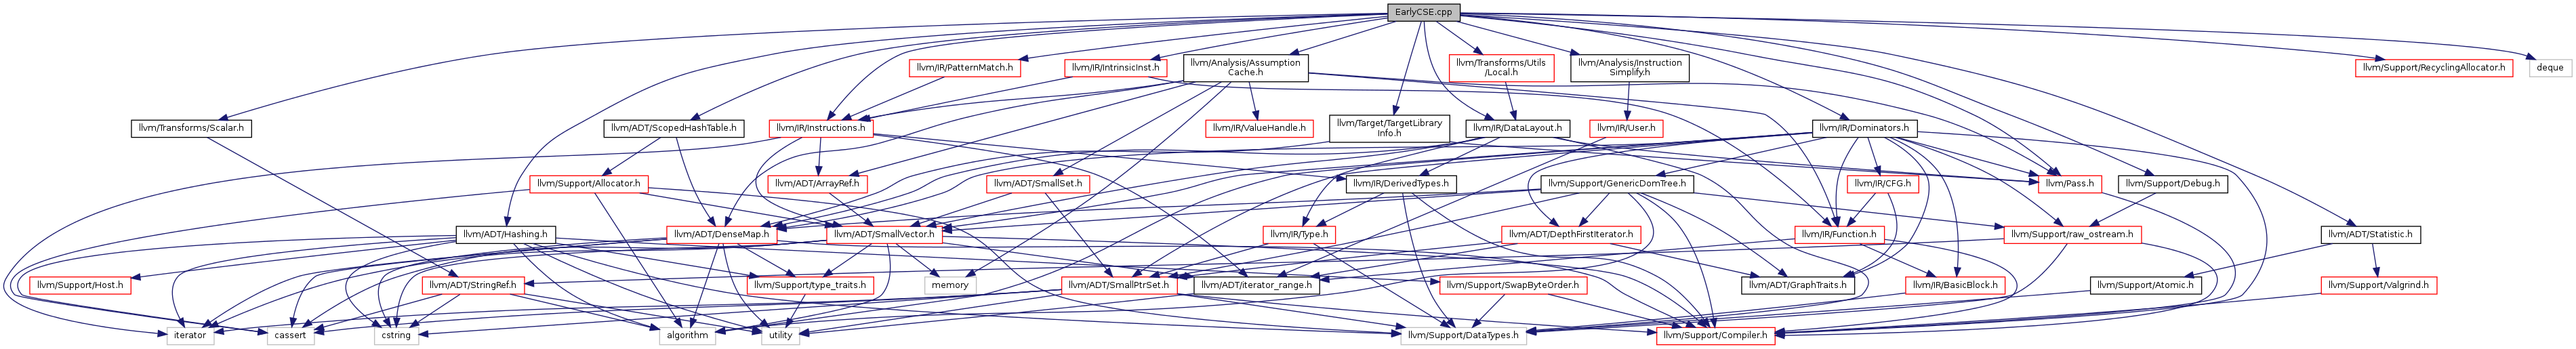 EarlyCSE.cpp
llvm/IR/PatternMatch.h
llvm/IR/IntrinsicInst.h
llvm/Analysis/Assumption
Cache.h
llvm/Transforms/Utils
/Local.h
llvm/Analysis/Instruction
Simplify.h
llvm/Support/RecyclingAllocator.h
deque
llvm/Transforms/Scalar.h
llvm/ADT/ScopedHashTable.h
llvm/IR/Instructions.h
llvm/IR/ValueHandle.h
llvm/Target/TargetLibrary
Info.h
llvm/IR/DataLayout.h
llvm/IR/User.h
llvm/IR/Dominators.h
llvm/Support/Allocator.h
llvm/ADT/ArrayRef.h
llvm/ADT/SmallSet.h
llvm/IR/DerivedTypes.h
llvm/Support/GenericDomTree.h
llvm/IR/CFG.h
llvm/Pass.h
llvm/Support/Debug.h
llvm/ADT/Hashing.h
llvm/ADT/DenseMap.h
llvm/ADT/SmallVector.h
llvm/IR/Type.h
llvm/ADT/DepthFirstIterator.h
llvm/IR/Function.h
llvm/Support/raw_ostream.h
llvm/ADT/Statistic.h
llvm/Support/Host.h
llvm/ADT/StringRef.h
llvm/Support/type_traits.h
memory
llvm/ADT/SmallPtrSet.h
llvm/ADT/iterator_range.h
llvm/Support/SwapByteOrder.h
llvm/ADT/GraphTraits.h
llvm/IR/BasicBlock.h
llvm/Support/Atomic.h
llvm/Support/Valgrind.h
iterator
cassert
cstring
algorithm
utility
llvm/Support/DataTypes.h
llvm/Support/Compiler.h